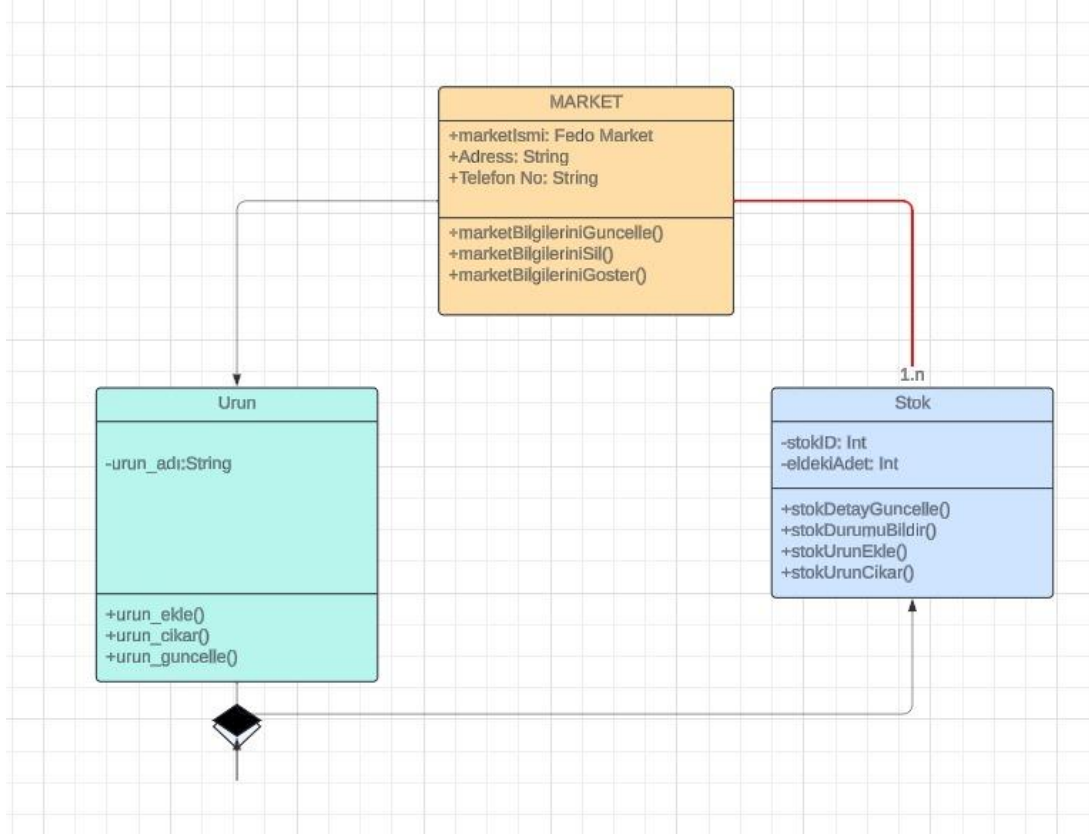 MARKET
+marketIsmi: Fedo Market
+Adress: String
+Telefon No: String
+marketBilgileriniGuncelle()
+marketBilgileriniSil()
+marketBilgileriniGoster()
Urun
-urun_adı:String
+urun_ekle()
+urun_cikar()
+urun_guncelle()
1.n
Stok
-stokID: Int
-eldekiAdet: Int
+stokDetayGuncelle()
+stokDurumuBildir()
+stokUrunEkle()
+stokUrunCikar()